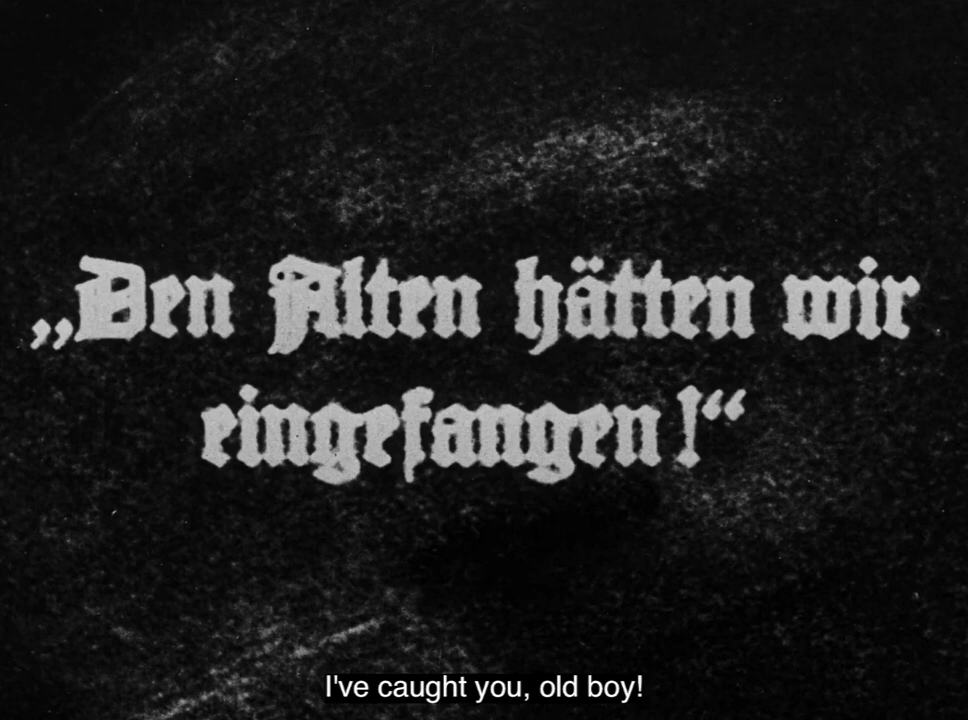 „Den Alten hätten wir
eingefangen!“
I've caught you, old boy!